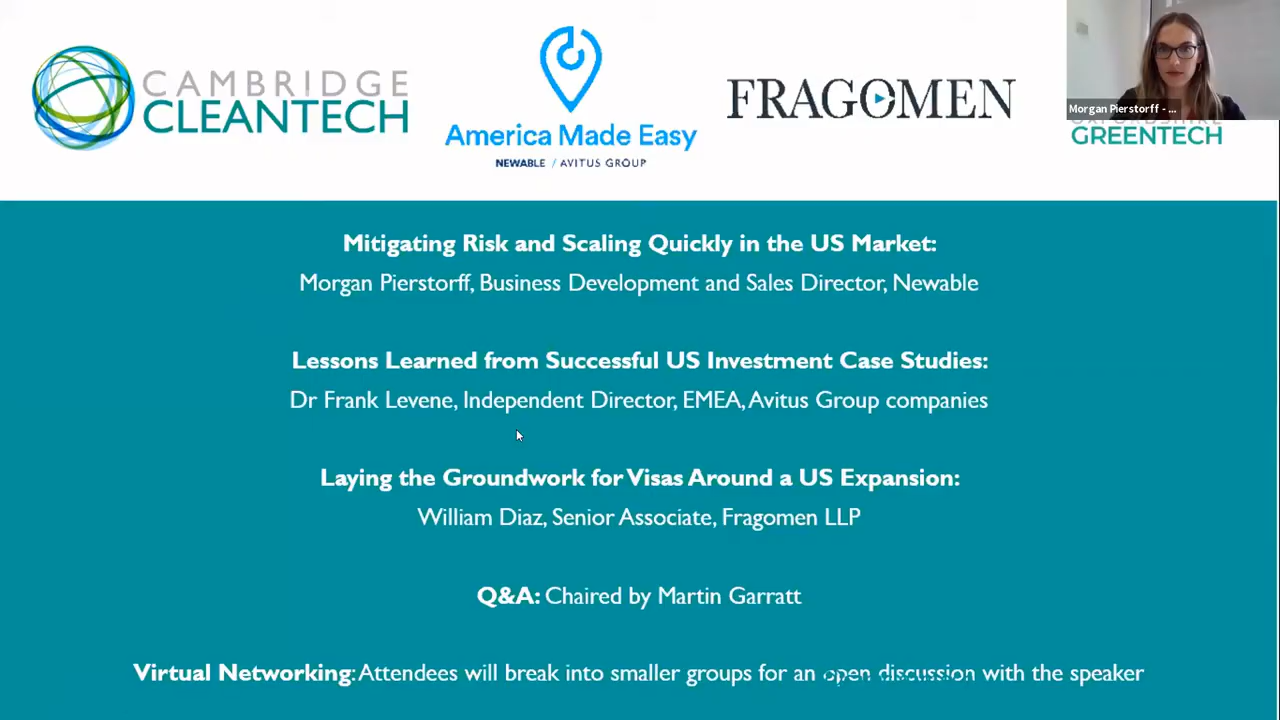 CAMBRIDGE
CLEANTECH
America Made Easy
NEWABLE / AVITUS GROUP
FRAGOMEN
Morgan Pierstorff - ...
GREENTECH
Mitigating Risk and Scaling Quickly in the US Market:
Morgan Pierstorff, Business Development and Sales Director, Newable
Lessons Learned from Successful US Investment Case Studies:
Dr Frank Levene, Independent Director, EMEA, Avitus Group companies
Laying the Groundwork for Visas Around a US Expansion:
William Diaz, Senior Associate, Fragomen LLP
Q&A: Chaired by Martin Garratt
Virtual Networking: Attendees will break into smaller groups for an open discussion with the speaker